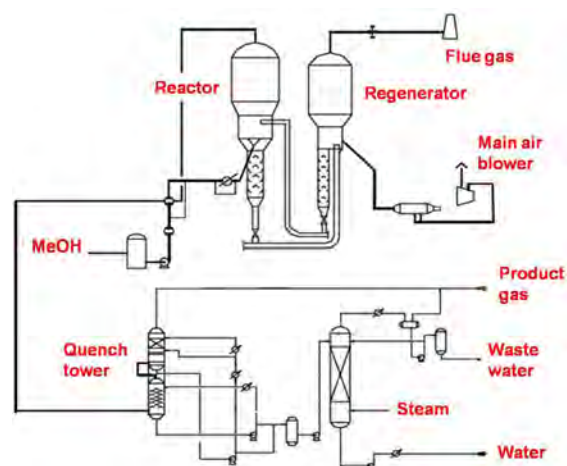 Flue gas
Reactor
Regenerator
Main air
blower
MeOH
Product
gas
Quench
tower
Waste
water
Steam
Water